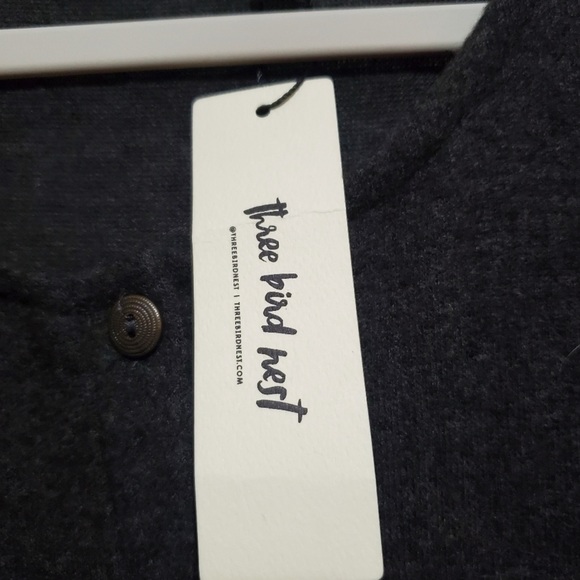 three bird nest
@THREEBIRDNEST | THREEBIRDNEST.COM